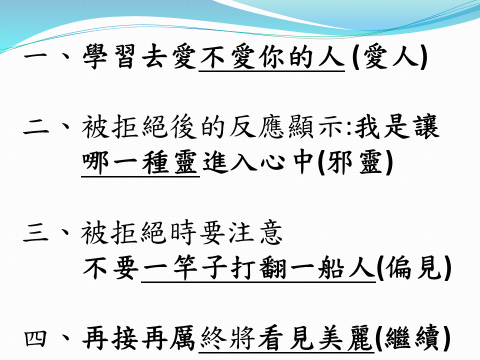 一、學習去愛不愛你的人(愛人)
二、被拒絕後的反應顯示:我是讓
哪一種靈進入心中(邪靈)
三、被拒絕時要注意
不要一竿子打翻一船人(偏見)
四、再接再厲終將看見美麗(繼續)